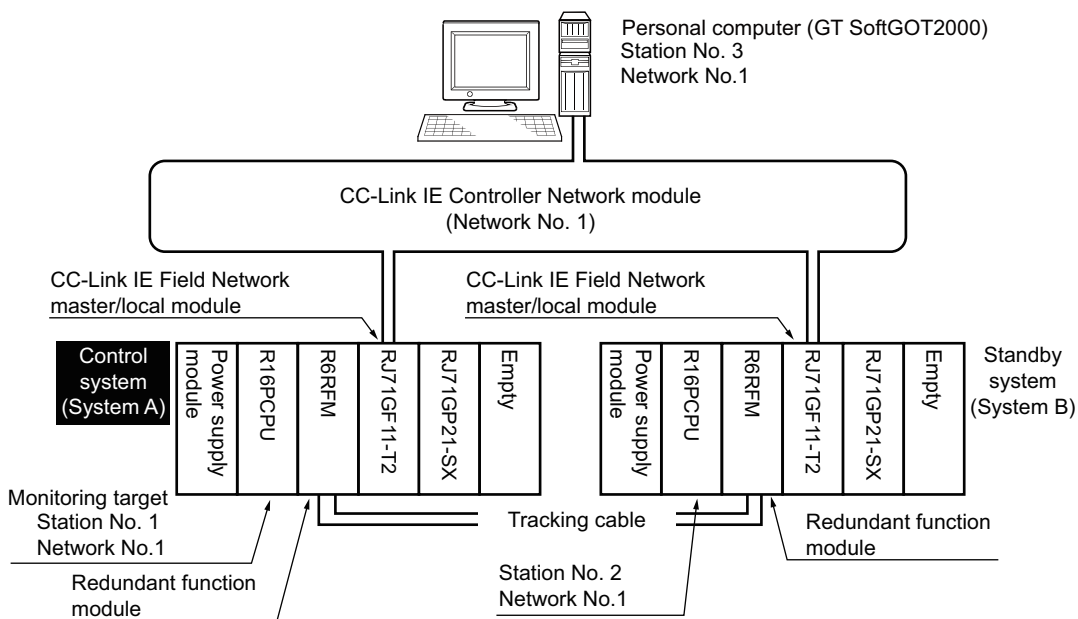 Personal computer (GT SoftGOT2000)
Station No. 3
Network No.1
CC-Link IE Controller Network module
(Network No. 1)
CC-Link IE Field Network
master/local module
CC-Link IE Field Network
master/local module
Control
system
(System A)
Power supply
module
R16PCPU
R6RFM
RJ71GF11-T2
RJ71GP21-SX
Empty
Power supply
module
R16PCPU
R6RFM
RJ71GF11-T2
RJ71GP21-SX
Empty
Standby
system
(System B)
Monitoring target
Station No. 1
Network No.1
Tracking cable
Redundant function
module
Redundant function
module
Station No. 2
Network No.1